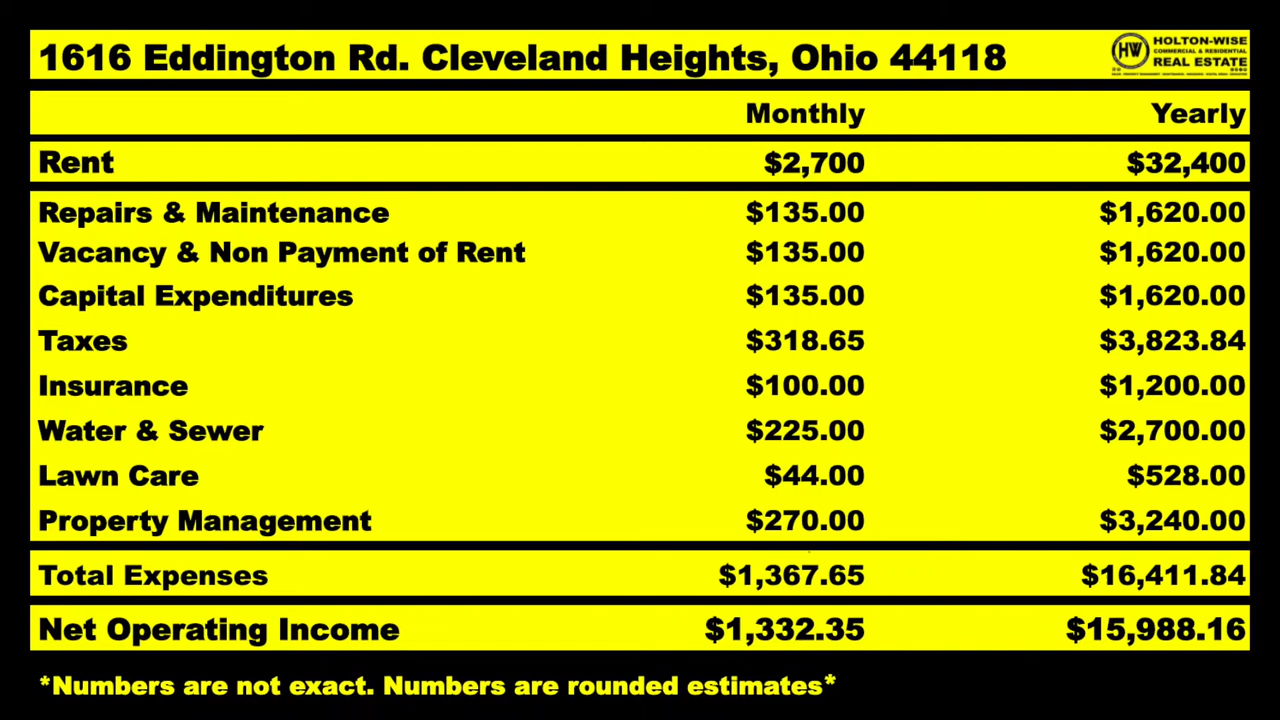 1616 Eddington Rd. Cleveland Heights, Ohio 44118
HW
HOLTON-WISE
COMMERCIAL & RESIDENTIAL
REAL ESTATE
Monthly Yearly
Rent $2,700 $32,400
Repairs & Maintenance $135.00 $1,620.00
Vacancy & Non Payment of Rent $135.00 $1,620.00
Capital Expenditures $135.00 $1,620.00
Taxes $318.65 $3,823.84
Insurance $100.00 $1,200.00
Water & Sewer $225.00 $2,700.00
Lawn Care $44.00 $528.00
Property Management $270.00 $3,240.00
Total Expenses $1,367.65 $16,411.84
Net Operating Income $1,332.35 $15,988.16
*Numbers are not exact. Numbers are rounded estimates*